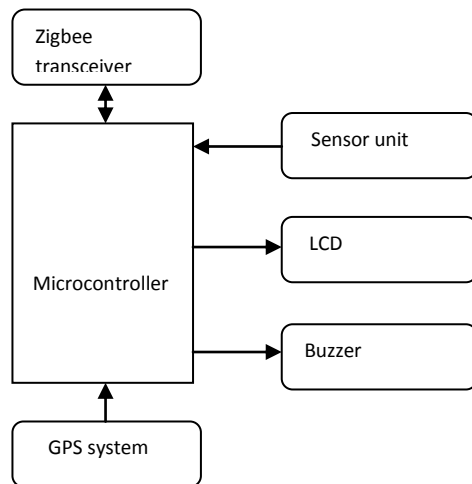 Zigbee
transceiver
Sensor unit
LCD
Microcontroller
Buzzer
GPS system